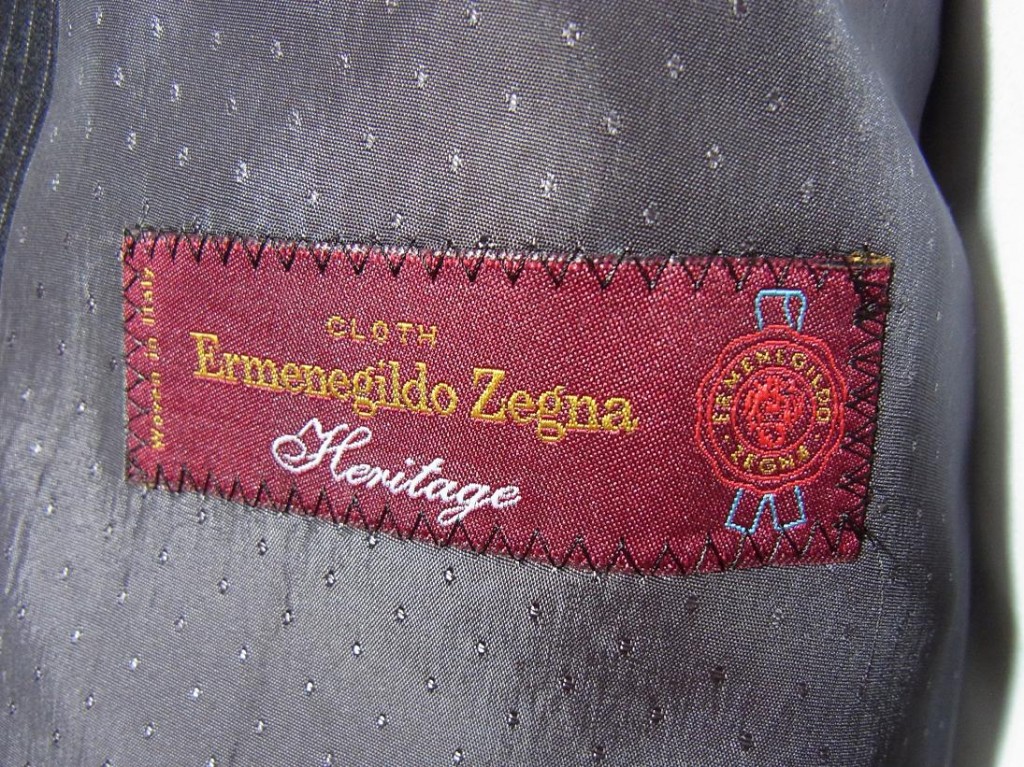 Woven in Italy
CLOTH
Ermenegildo Zegna
Heritage
ERMENEGILDO
ZEGNA